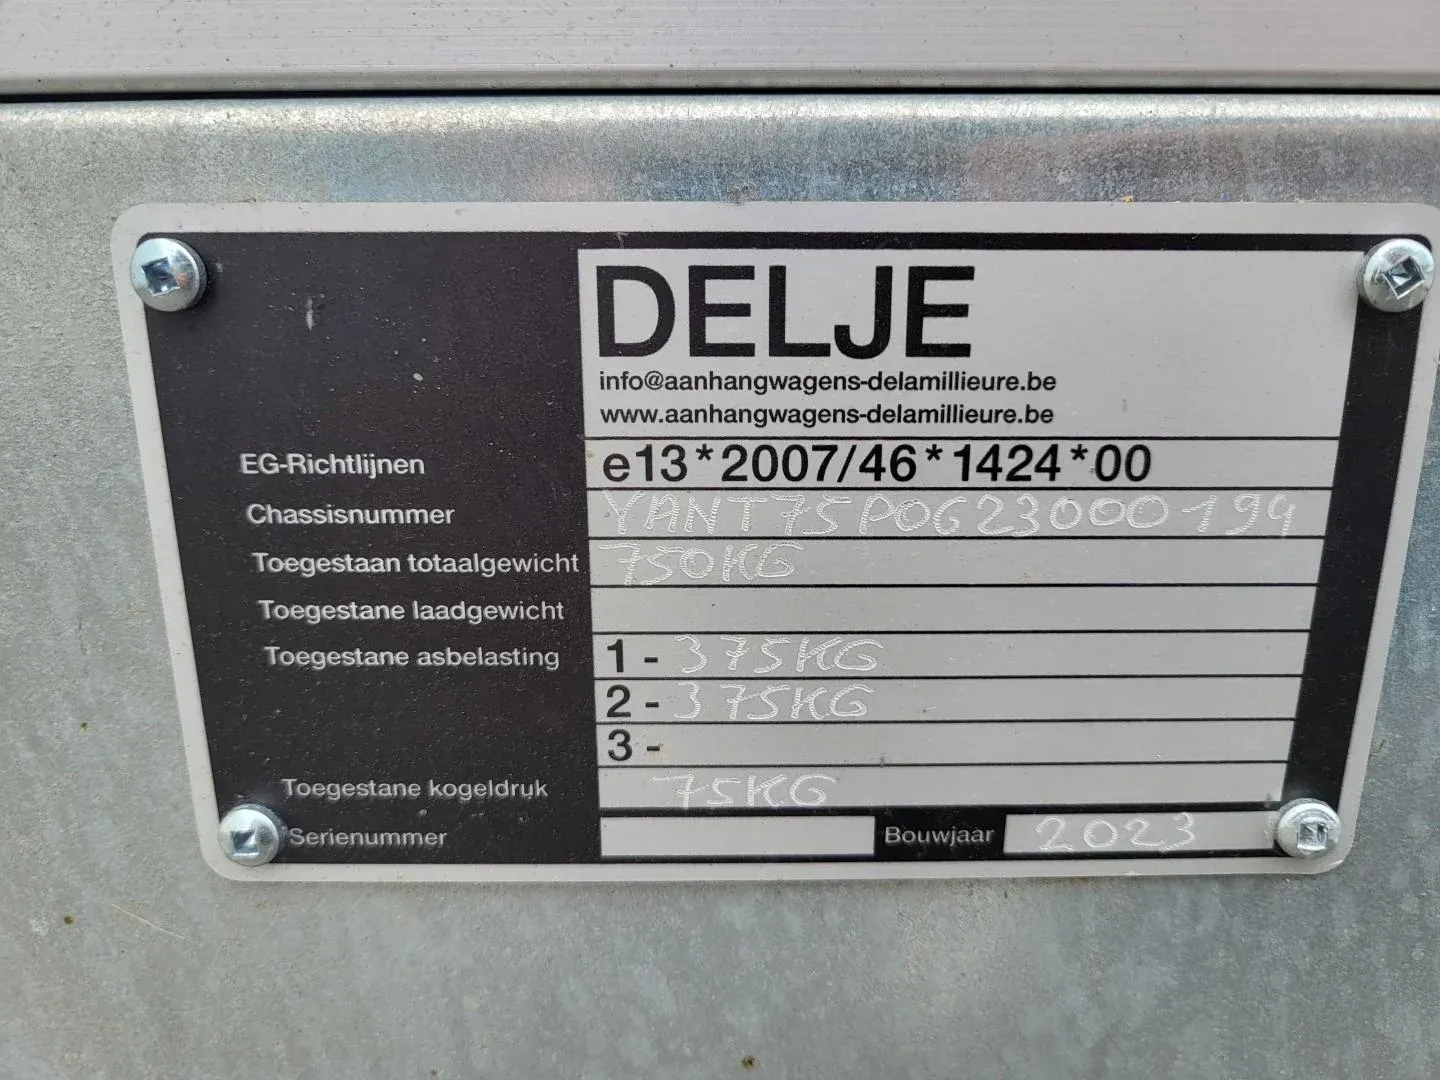 DELJE
info@aanhangwagens-delamillieure.be
www.aanhangwagens-delamillieure.be
EG-Richtlijnen e13*2007/46*1424*00
Chassisnummer YANT75P0G23000194
Toegestaan totaalgewicht 750KG
Toegestane laadgewicht
Toegestane asbelasting 1 - 375KG
2 - 375KG
3 -
Toegestane kogeldruk 75KG
Serienummer Bouwjaar 2023